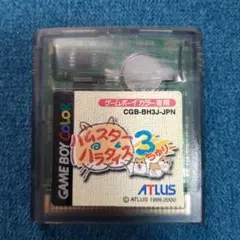 GAME BOY COLOR
ゲームボーイカラー専用
CGB-BH3J-JPN
ハムスター
パラダイス
3
ATLUS
© ATLUS 1999,2000